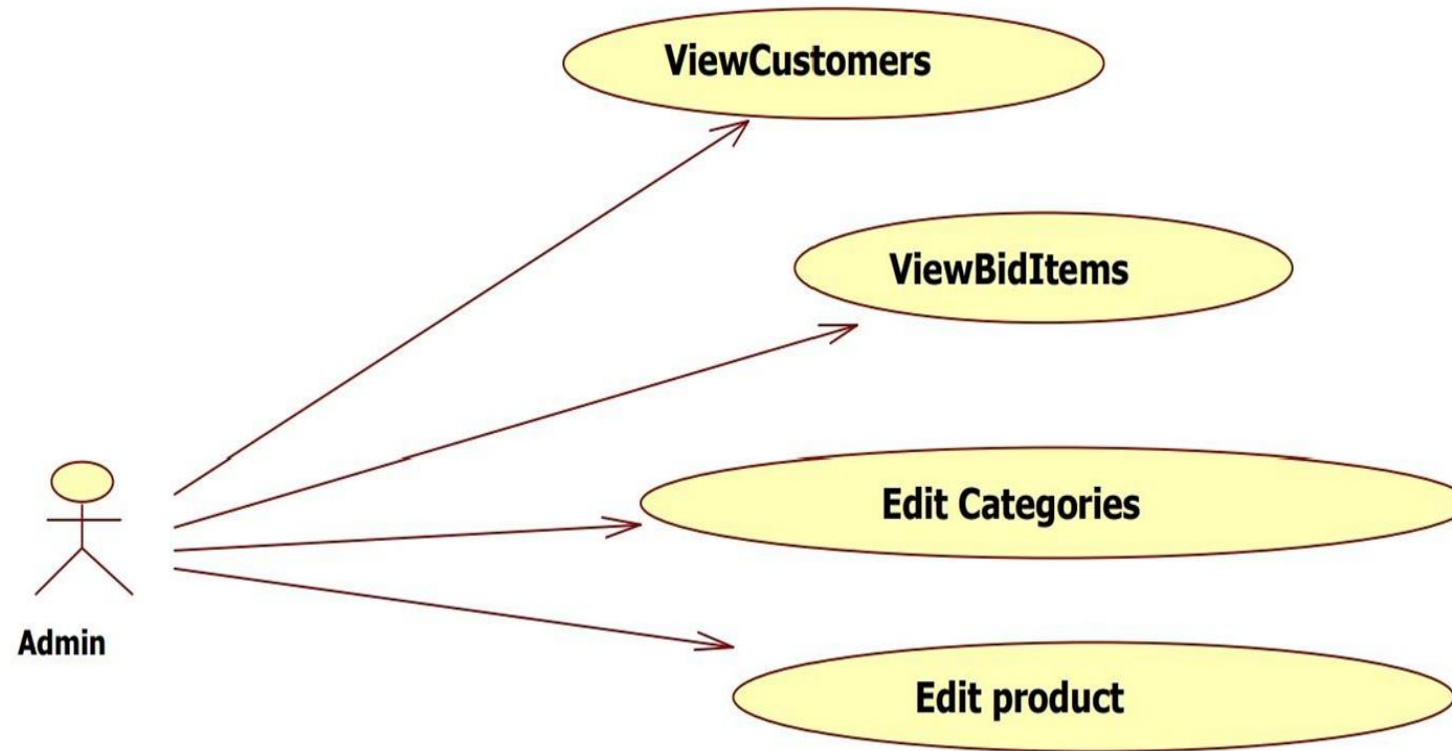 ViewCustomers
ViewBidItems
Edit Categories
Admin
Edit product